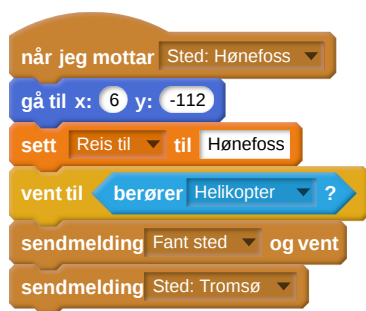 når jeg mottar Sted: Hønefoss
gå til x: 6 y: -112
sett Reis til til Hønefoss
vent til berører Helikopter ?
sendmelding Fant sted og vent
sendmelding Sted: Tromsø